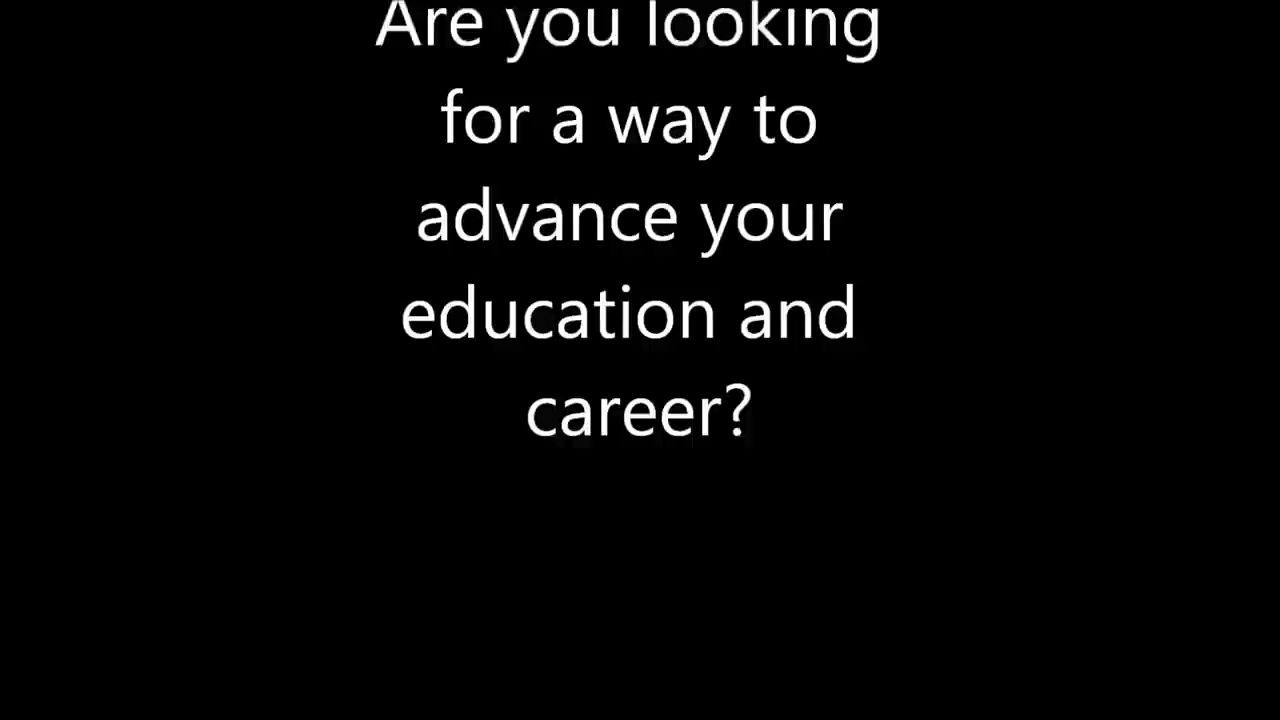 Are you looking
for a way to
advance your
education and
career?